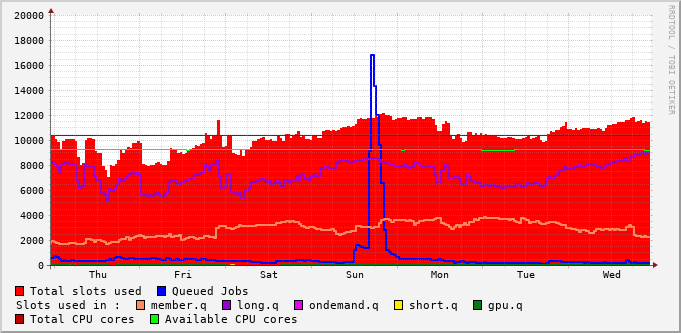 20000
18000
16000
14000
12000
10000
8000
6000
4000
2000
0
Thu Fri Sat Sun Mon Tue Wed
Total slots used Queued Jobs
Slots used in : member.q long.q ondemand.q short.q gpu.q
Total CPU cores Available CPU cores
RRDTOOL / TOBI OETIKER